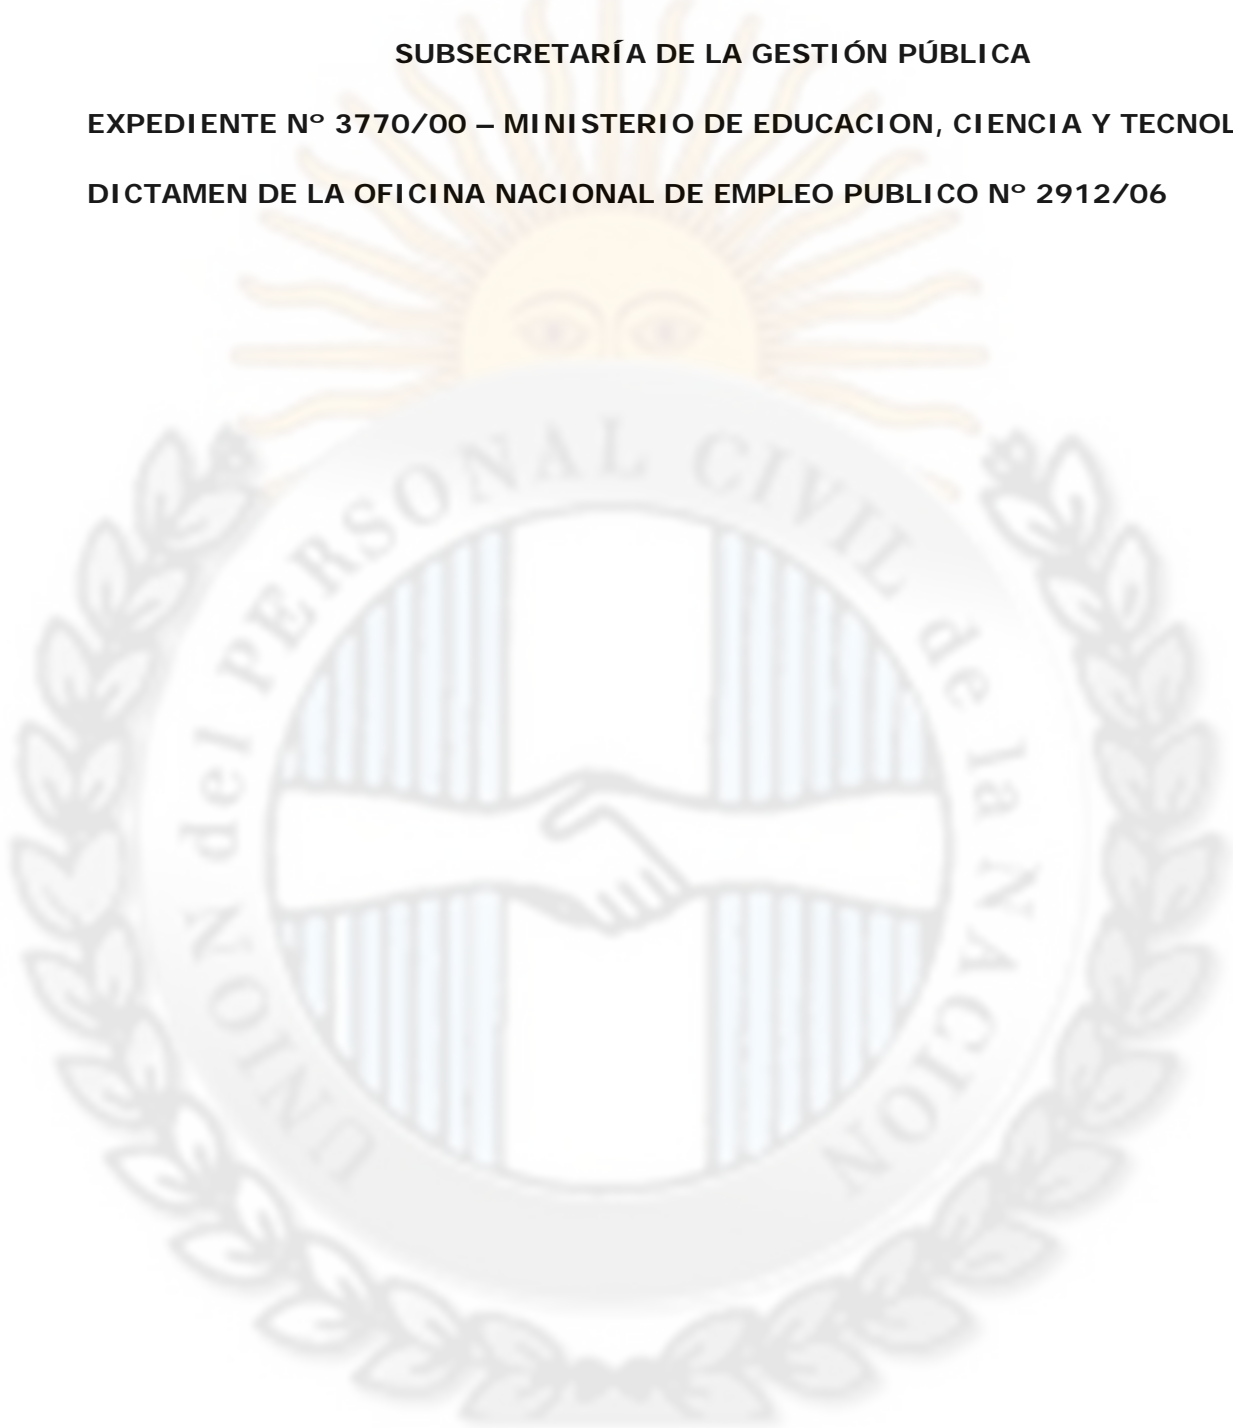 SUBSECRETARÍA DE LA GESTIÓN PÚBLICA
EXPEDIENTE Nº 3770/00 – MINISTERIO DE EDUCACION, CIENCIA Y TECNOL
DICTAMEN DE LA OFICINA NACIONAL DE EMPLEO PUBLICO Nº 2912/06
UNION del PERSONAL CIVIL de la NACION